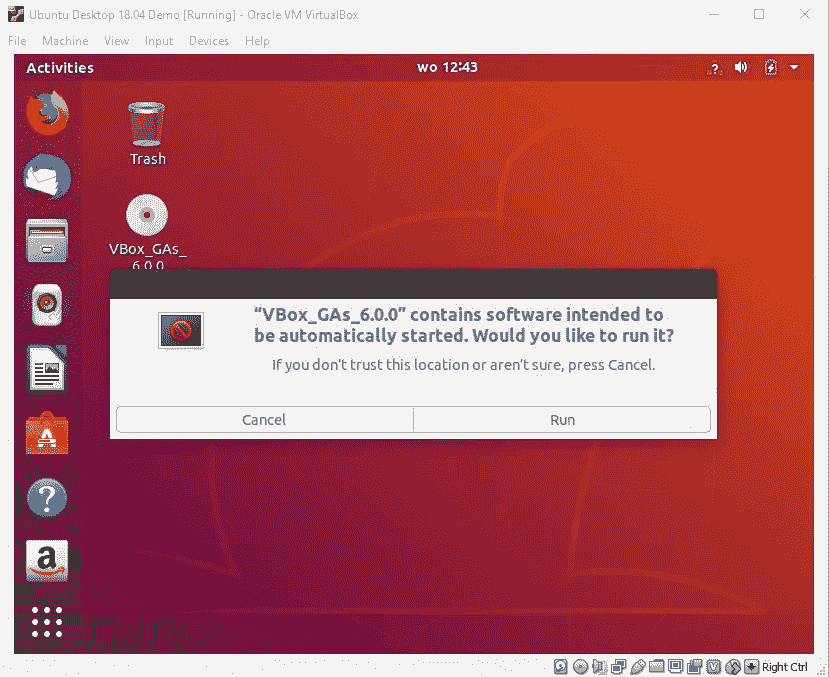 Ubuntu Desktop 18.04 Demo [Running] - Oracle VM VirtualBox
File Machine View Input Devices Help
Activities
wo 12:43
Trash
VBox_GAs_
6.0.0
“VBox_GAs_6.0.0” contains software intended to
be automatically started. Would you like to run it?
If you don't trust this location or aren’t sure, press Cancel.
Cancel
Run
Right Ctrl